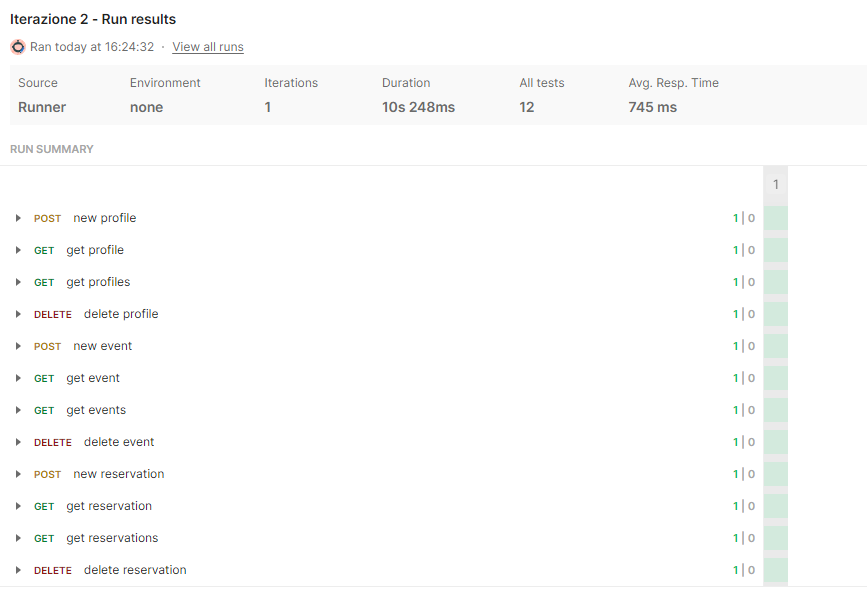 Iterazione 2 - Run results
Ran today at 16:24:32 · View all runs
Source Environment Iterations Duration All tests Avg. Resp. Time
Runner none 1 10s 248ms 12 745 ms
RUN SUMMARY
1
POST new profile 1 | 0
GET get profile 1 | 0
GET get profiles 1 | 0
DELETE delete profile 1 | 0
POST new event 1 | 0
GET get event 1 | 0
GET get events 1 | 0
DELETE delete event 1 | 0
POST new reservation 1 | 0
GET get reservation 1 | 0
GET get reservations 1 | 0
DELETE delete reservation 1 | 0